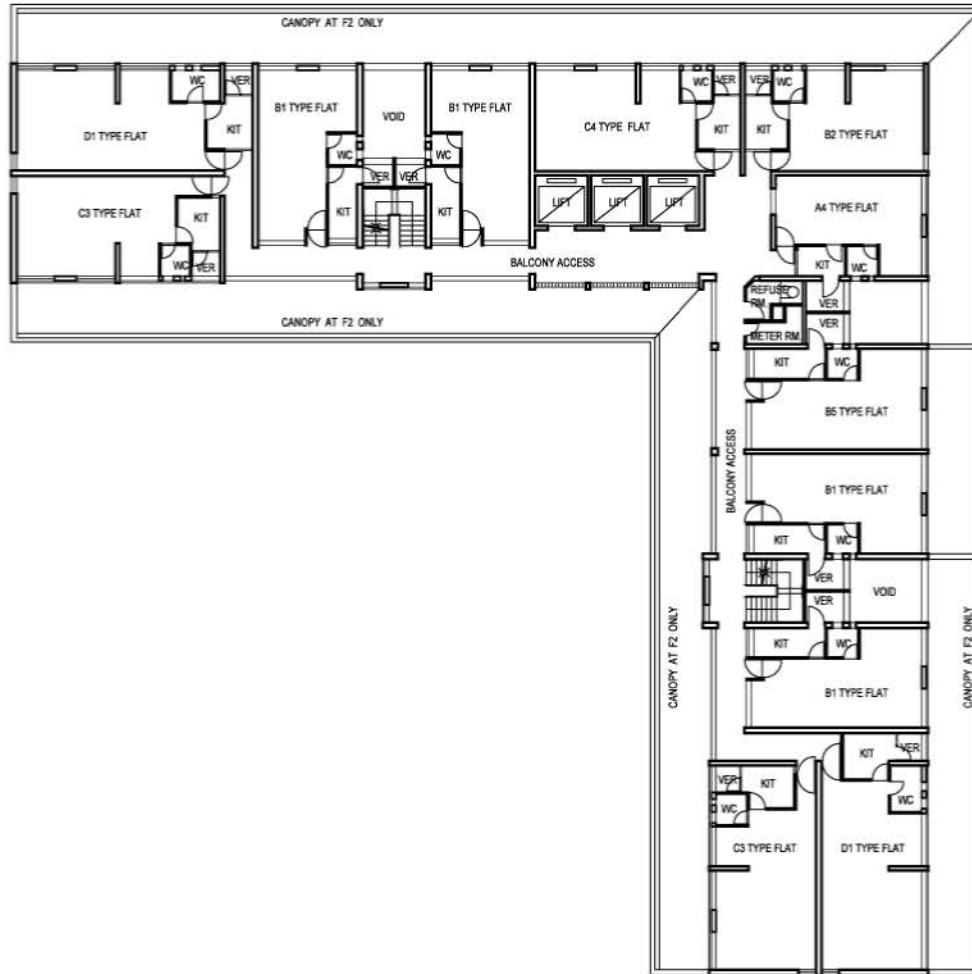 CANOPY AT F2 ONLY
WC
VER
D1 TYPE FLAT
KIT
B1 TYPE FLAT
VOID
B1 TYPE FLAT
WC
VER
VER
WC
KIT
KIT
C4 TYPE FLAT
WC
VER
KIT
VER
WC
KIT
B2 TYPE FLAT
C3 TYPE FLAT
KIT
WC
VER
LIFT
LIFT
LIFT
A4 TYPE FLAT
KIT
WC
VER
BALCONY ACCESS
CANOPY AT F2 ONLY
REFUSE
RM.
METER RM.
VER
KIT
WC
B5 TYPE FLAT
BALCONY ACCESS
B1 TYPE FLAT
KIT
WC
VER
VOID
VER
KIT
WC
B1 TYPE FLAT
CANOPY AT F2 ONLY
CANOPY AT F2 ONLY
KIT
VER
WC
VER
KIT
WC
C3 TYPE FLAT
D1 TYPE FLAT